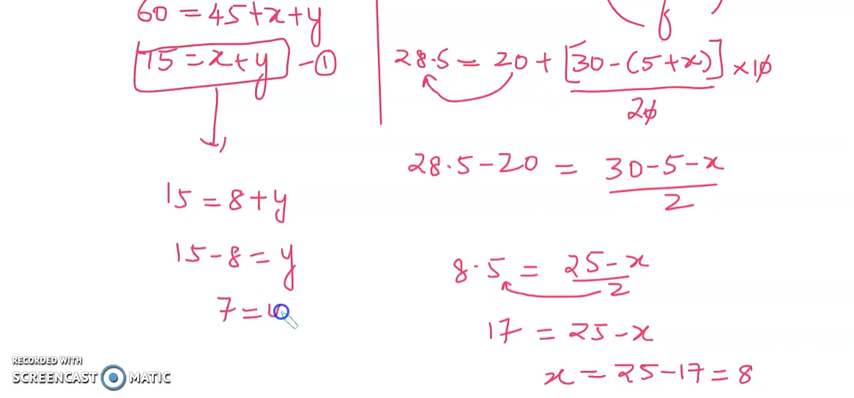 60 = 45+x+y
15 = x+y - ①
15 = 8+y
15-8 = y
7 =
f
28.5 = 20 + [30-(5+x)] ×10
20
28.5-20 = 30-5-x
2
8.5 = 25-x
2
17 = 25-x
x = 25-17 = 8
RECORDED WITH
SCREENCAST MATIC